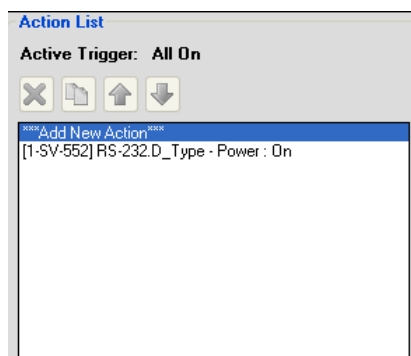 Action List
Active Trigger: All On
***Add New Action***
[1-SV-552] RS-232.D_Type - Power : On